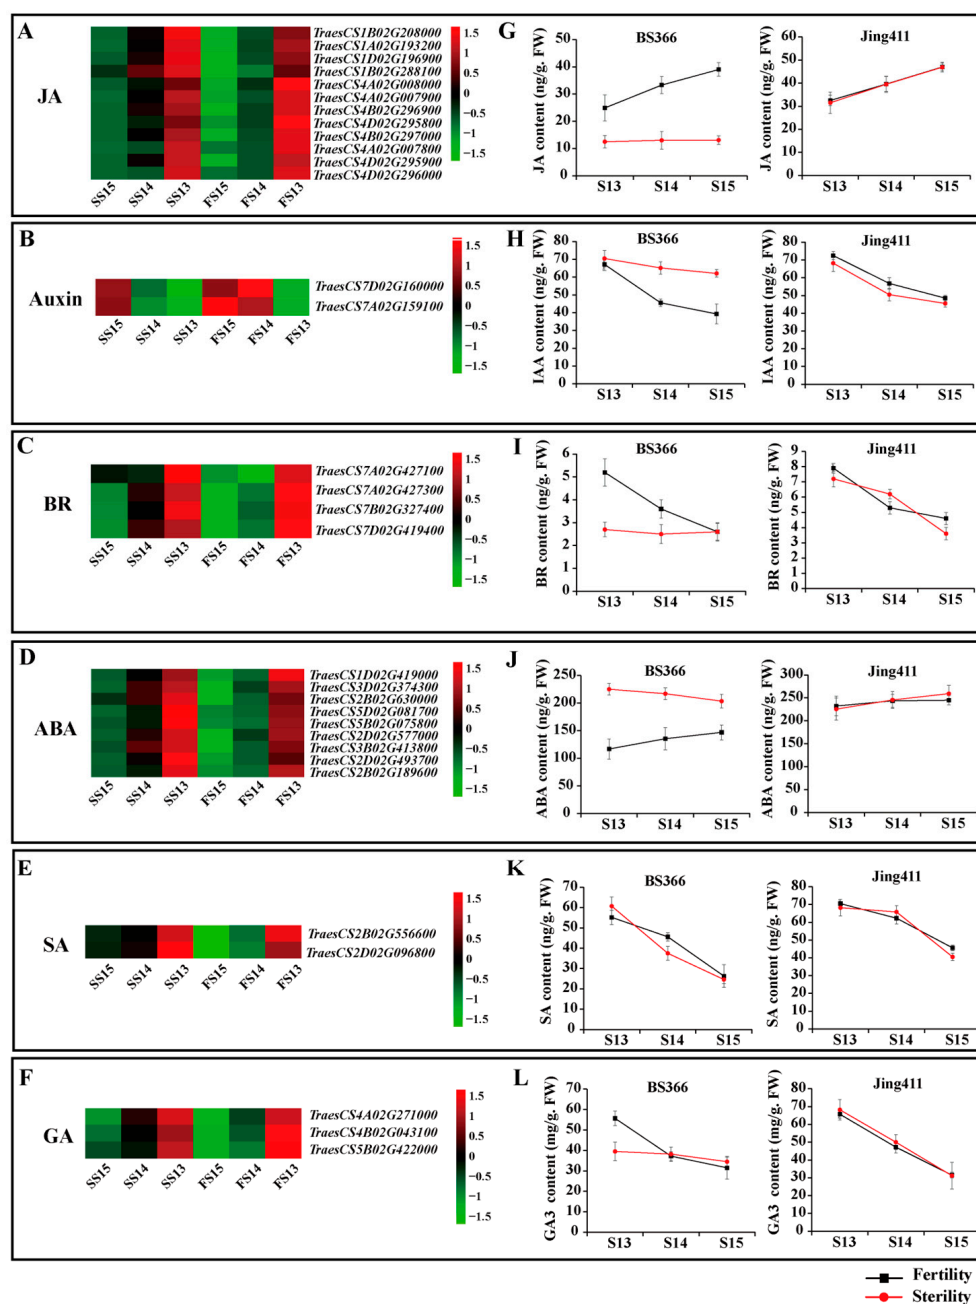 A
JA
TraesCS1B02G208000
TraesCS1A02G193200
TraesCS1D02G196900
TraesCS1B02G288100
TraesCS4A02G008000
TraesCS4A02G007900
TraesCS4B02G296900
TraesCS4D02G295800
TraesCS4B02G297000
TraesCS4A02G007800
TraesCS4D02G295900
TraesCS4D02G296000
SS15 SS14 SS13 FS15 FS14 FS13
1.5
1
0.5
0
−0.5
−1
−1.5
G
BS366
JA content (ng/g. FW)
50
40
30
20
10
0
S13 S14 S15
Jing411
JA content (ng/g. FW)
60
50
40
30
20
10
0
S13 S14 S15
B
Auxin
TraesCS7D02G160000
TraesCS7A02G159100
SS15 SS14 SS13 FS15 FS14 FS13
1.5
1
0.5
0
−0.5
−1
−1.5
H
BS366
IAA content (ng/g. FW)
80
70
60
50
40
30
20
10
0
S13 S14 S15
Jing411
IAA content (ng/g. FW)
80
70
60
50
40
30
20
10
0
S13 S14 S15
C
BR
TraesCS7A02G427100
TraesCS7A02G427300
TraesCS7B02G327400
TraesCS7D02G419400
SS15 SS14 SS13 FS15 FS14 FS13
1.5
1
0.5
0
−0.5
−1
−1.5
I
BS366
BR content (ng/g. FW)
6
5
4
3
2
1
0
S13 S14 S15
Jing411
BR content (ng/g. FW)
9
8
7
6
5
4
3
2
1
0
S13 S14 S15
D
ABA
TraesCS1D02G419000
TraesCS3D02G374300
TraesCS2B02G630000
TraesCS5D02G081700
TraesCS5B02G075800
TraesCS2D02G577000
TraesCS3B02G413800
TraesCS2D02G493700
TraesCS2B02G189600
SS15 SS14 SS13 FS15 FS14 FS13
1.5
1
0.5
0
−0.5
−1
−1.5
J
BS366
ABA content (ng/g. FW)
250
200
150
100
50
0
S13 S14 S15
Jing411
ABA content (ng/g. FW)
300
250
200
150
100
50
0
S13 S14 S15
E
SA
TraesCS2B02G556600
TraesCS2D02G096800
SS15 SS14 SS13 FS15 FS14 FS13
1.5
1
0.5
0
−0.5
−1
−1.5
K
BS366
SA content (ng/g. FW)
70
60
50
40
30
20
10
0
S13 S14 S15
Jing411
SA content (ng/g. FW)
80
70
60
50
40
30
20
10
0
S13 S14 S15
F
GA
TraesCS4A02G271000
TraesCS4B02G043100
TraesCS5B02G422000
SS15 SS14 SS13 FS15 FS14 FS13
1.5
1
0.5
0
−0.5
−1
−1.5
L
BS366
GA3 content (mg/g. FW)
70
60
50
40
30
20
10
0
S13 S14 S15
Jing411
GA3 content (mg/g. FW)
80
70
60
50
40
30
20
10
0
S13 S14 S15
Fertility
Sterility